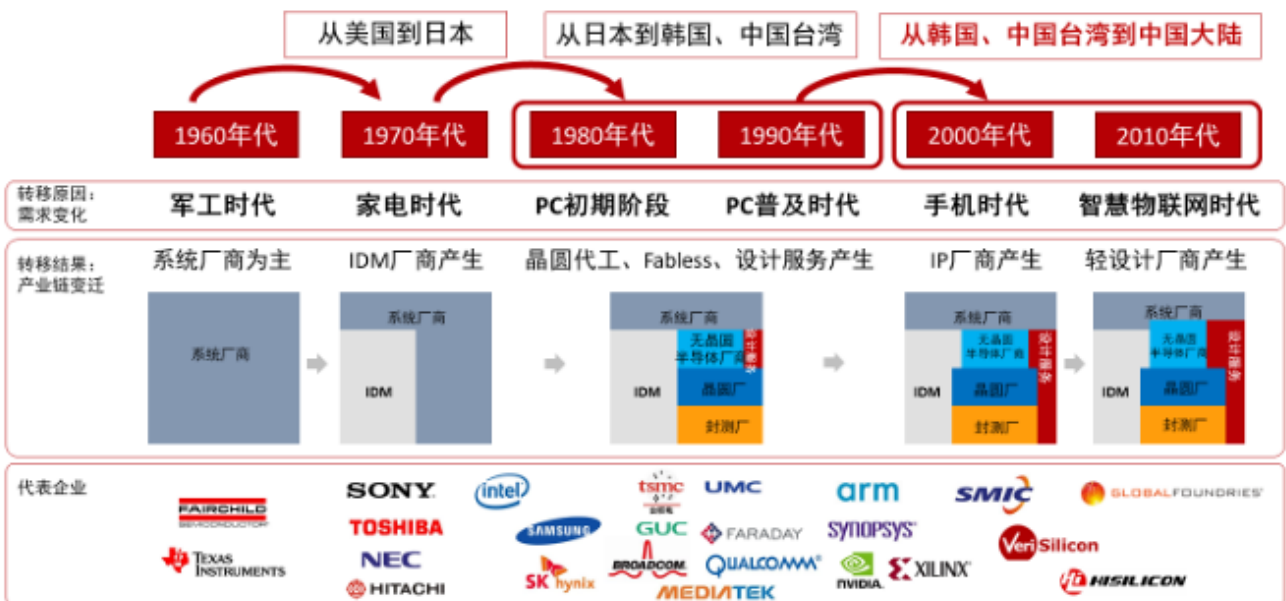 从美国到日本
从日本到韩国、中国台湾
从韩国、中国台湾到中国大陆
1960年代
1970年代
1980年代
1990年代
2000年代
2010年代
转移原因：
需求变化
军工时代
家电时代
PC初期阶段
PC普及时代
手机时代
智慧物联网时代
转移结果：
产业链变迁
系统厂商为主
IDM厂商产生
晶圆代工、Fabless、设计服务产生
IP厂商产生
轻设计厂商产生
系统厂商
系统厂商
IDM
系统厂商
无晶圆
半导体厂商
设计服务
IDM
晶圆厂
封测厂
系统厂商
无晶圆
半导体厂商
设计服务
IDM
晶圆厂
封测厂
系统厂商
无晶圆
半导体厂商
设计服务
IDM
晶圆厂
封测厂
代表企业
FAIRCHILD
SEMICONDUCTOR
TEXAS
INSTRUMENTS
SONY
TOSHIBA
NEC
HITACHI
intel
SAMSUNG
SK hynix
tsmc
UMC
GUC
FARADAY
BROADCOM
QUALCOMM
MEDIATEK
arm
SYNOPSYS
NVIDIA
XILINX
SMIC
VeriSilicon
GLOBALFOUNDRIES
HISILICON